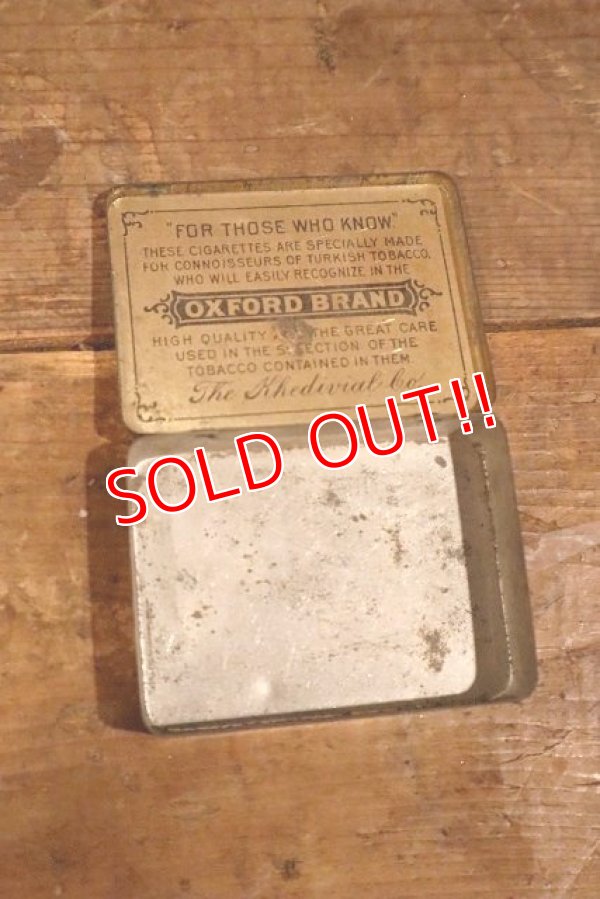 "FOR THOSE WHO KNOW"
THESE CIGARETTES ARE SPECIALLY MADE
FOR CONNOISSEURS OF TURKISH TOBACCO,
WHO WILL EASILY RECOGNIZE IN THE
OXFORD BRAND
HIGH QUALITY AND THE GREAT CARE
USED IN THE SELECTION OF THE
TOBACCO CONTAINED IN THEM
The Khedivial Co.
SOLD OUT!!